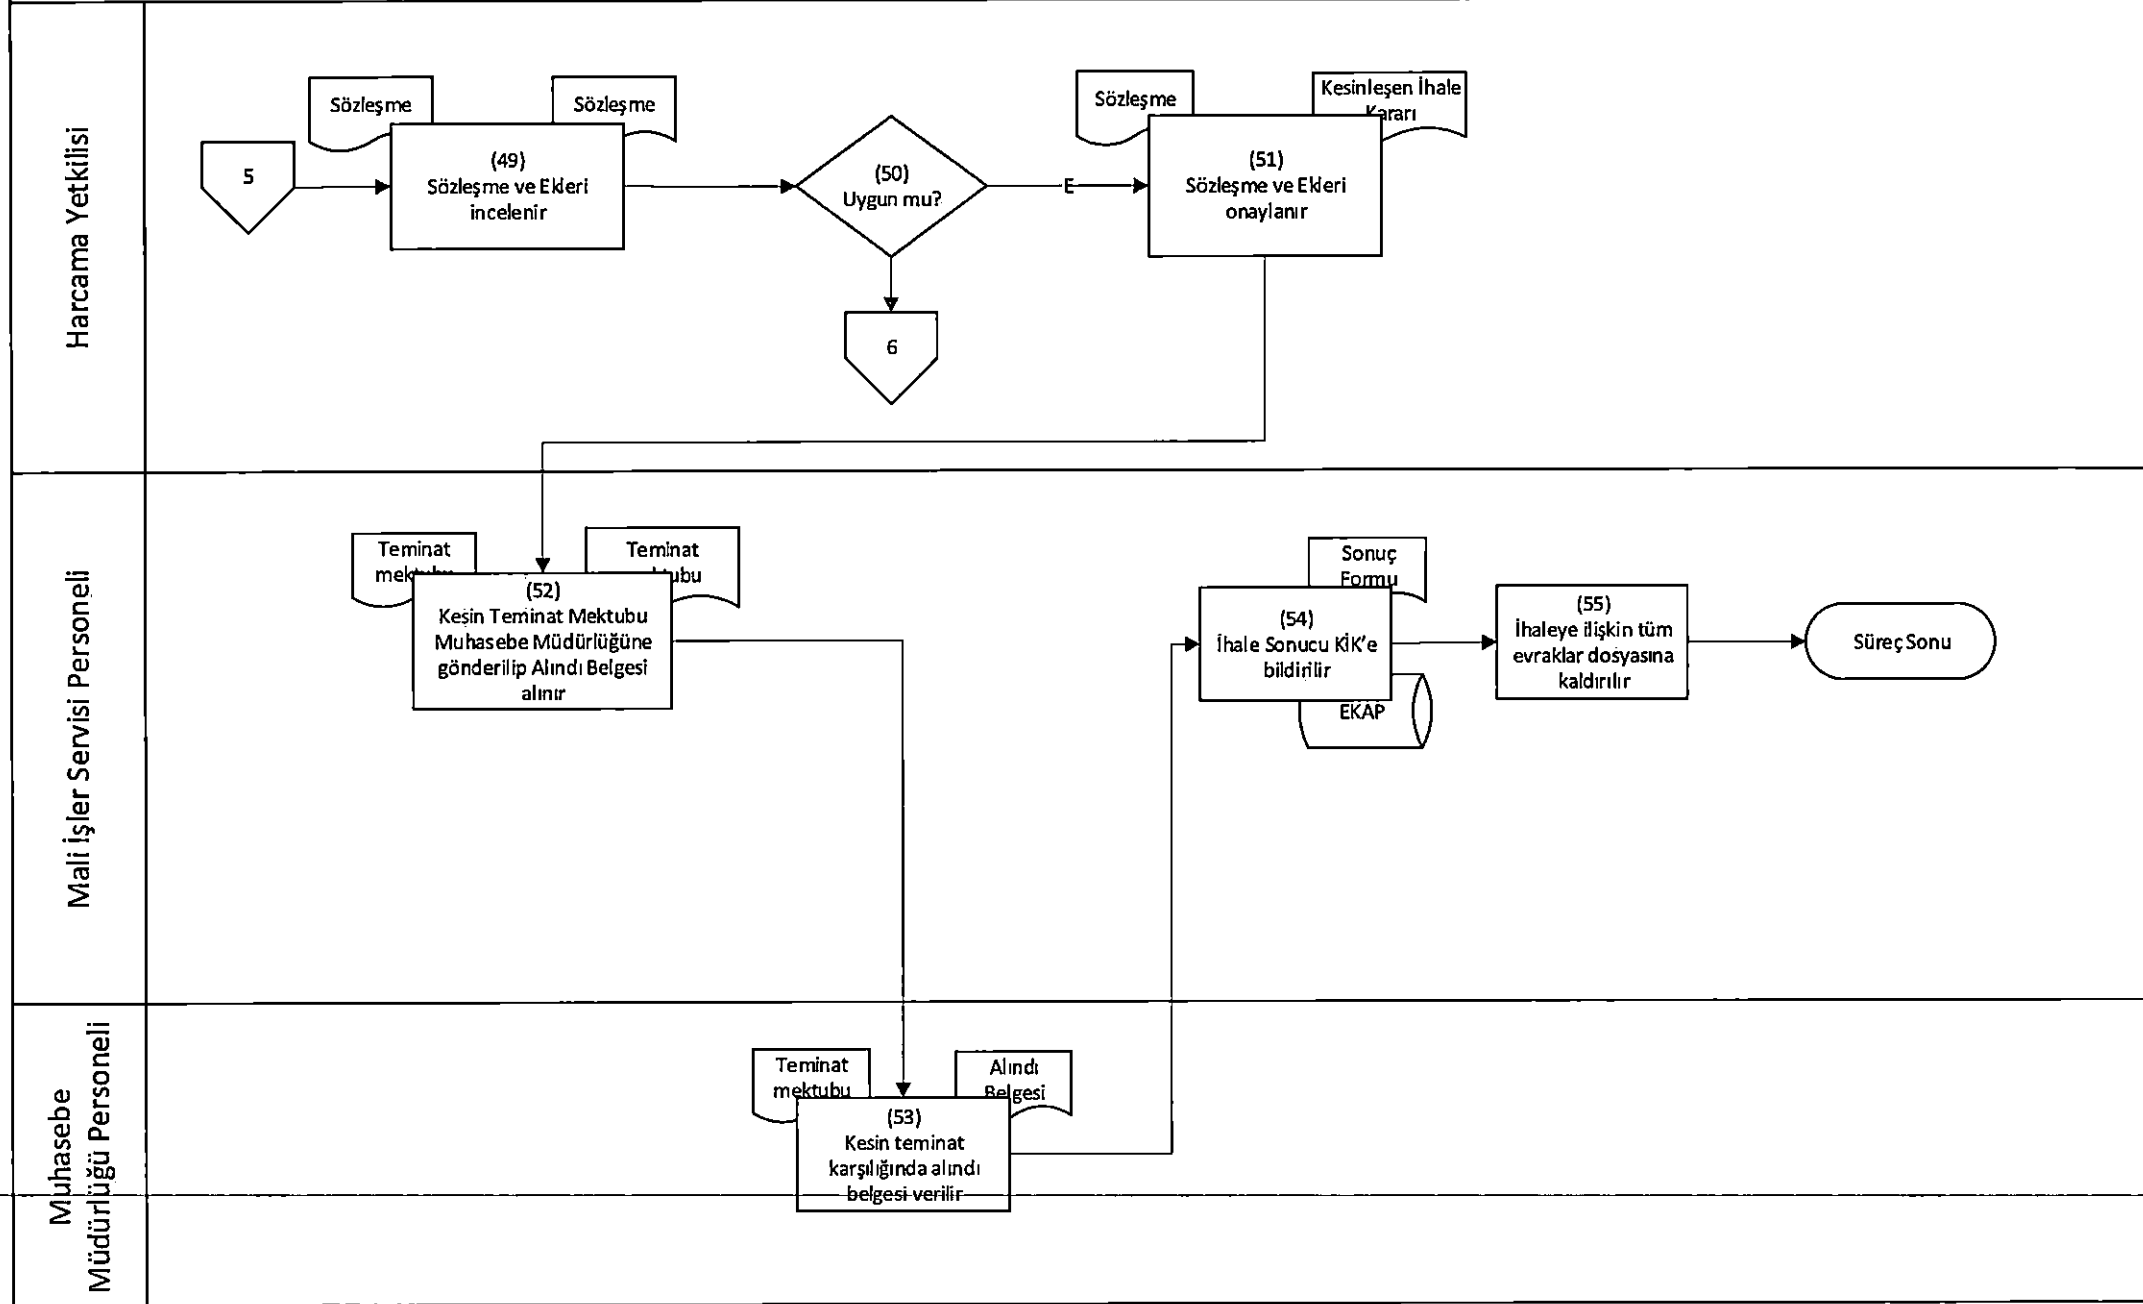 Harcama Yetkilisi
5
Sözleşme
Sözleşme
(49)
Sözleşme ve Ekleri
incelenir
(50)
Uygun mu?
E
6
Sözleşme
Kesinleşen İhale
Kararı
(51)
Sözleşme ve Ekleri
onaylanır
Mali İşler Servisi Personeli
Teminat
mektubu
Teminat
mektubu
(52)
Kesin Teminat Mektubu
Muhasebe Müdürlüğüne
gönderilip Alındı Belgesi
alınır
Sonuç
Formu
(54)
İhale Sonucu KİK'e
bildirilir
EKAP
(55)
İhaleye ilişkin tüm
evraklar dosyasına
kaldırılır
Süreç Sonu
Muhasebe
Müdürlüğü Personeli
Teminat
mektubu
Alındı
Belgesi
(53)
Kesin teminat
karşılığında alındı
belgesi verilir